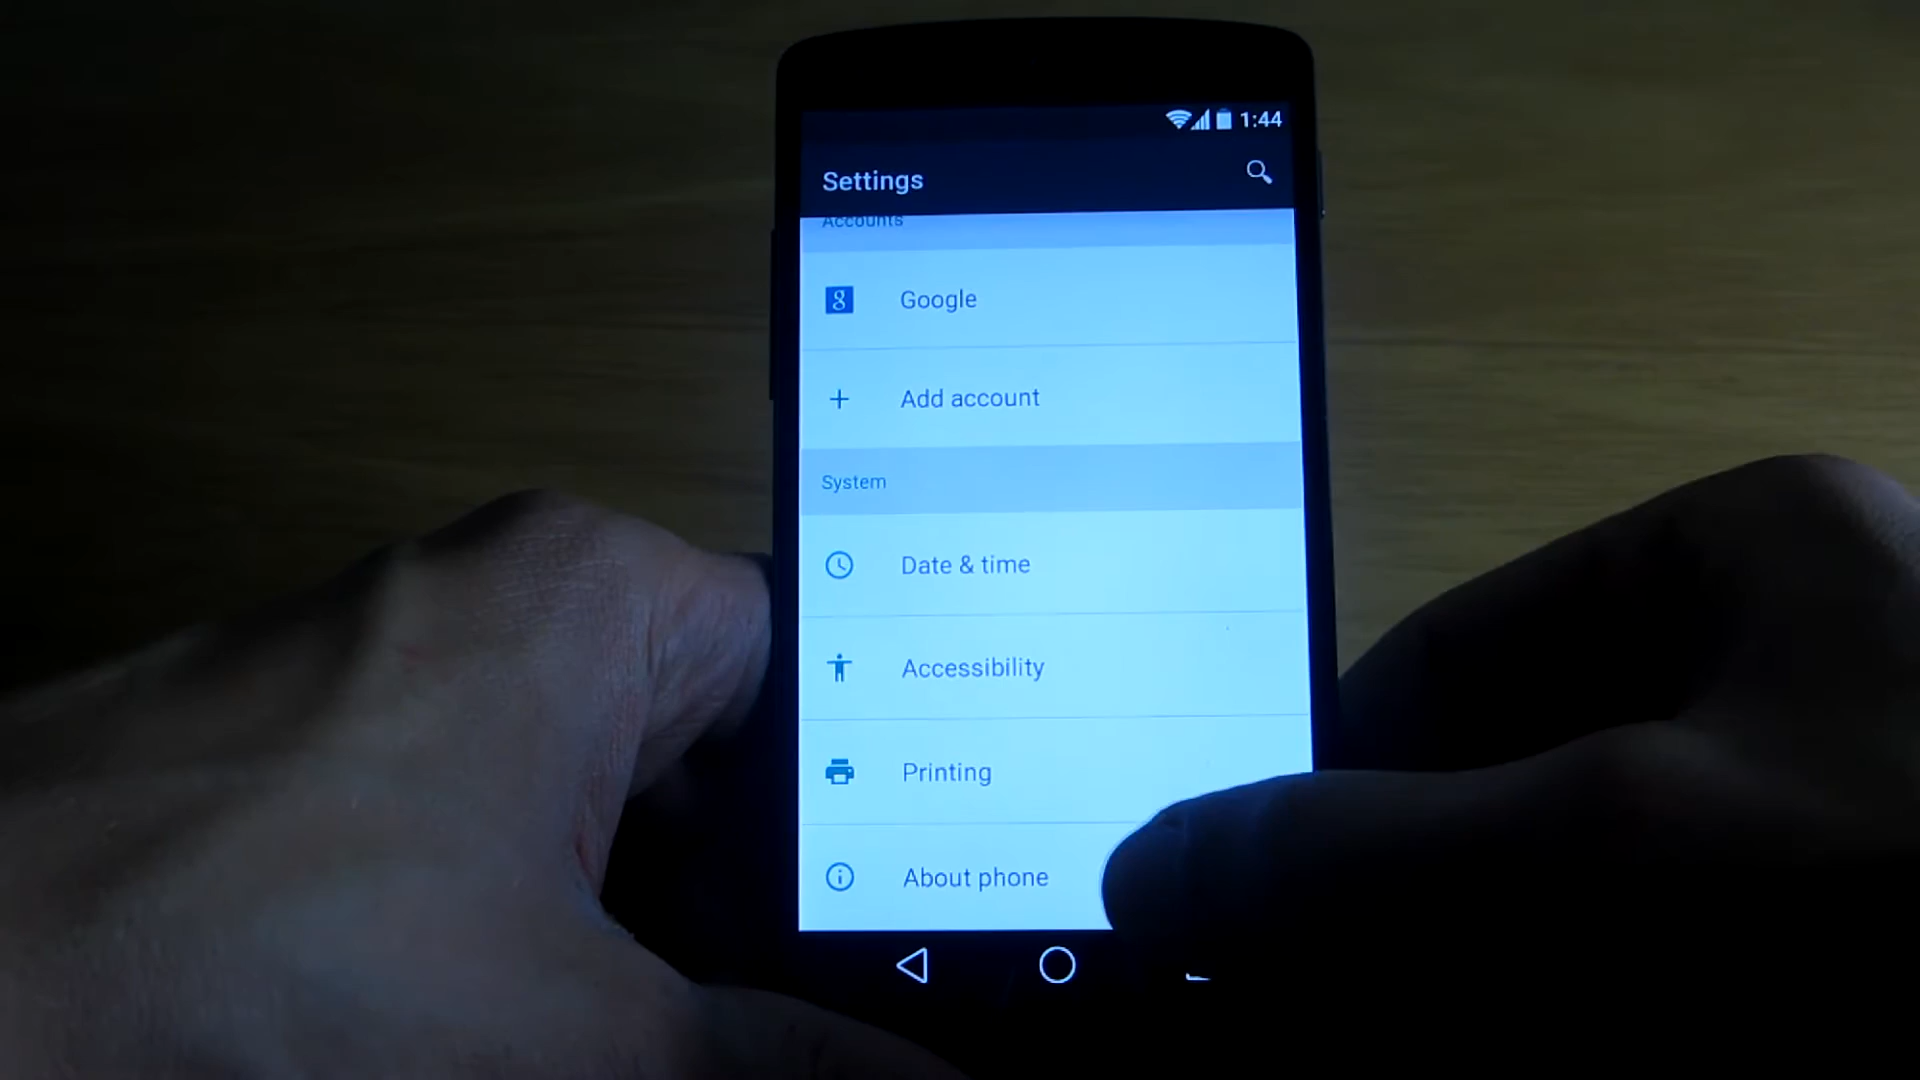 1:44
Settings
Accounts
g Google
Add account
System
Date & time
Accessibility
Printing
About phone